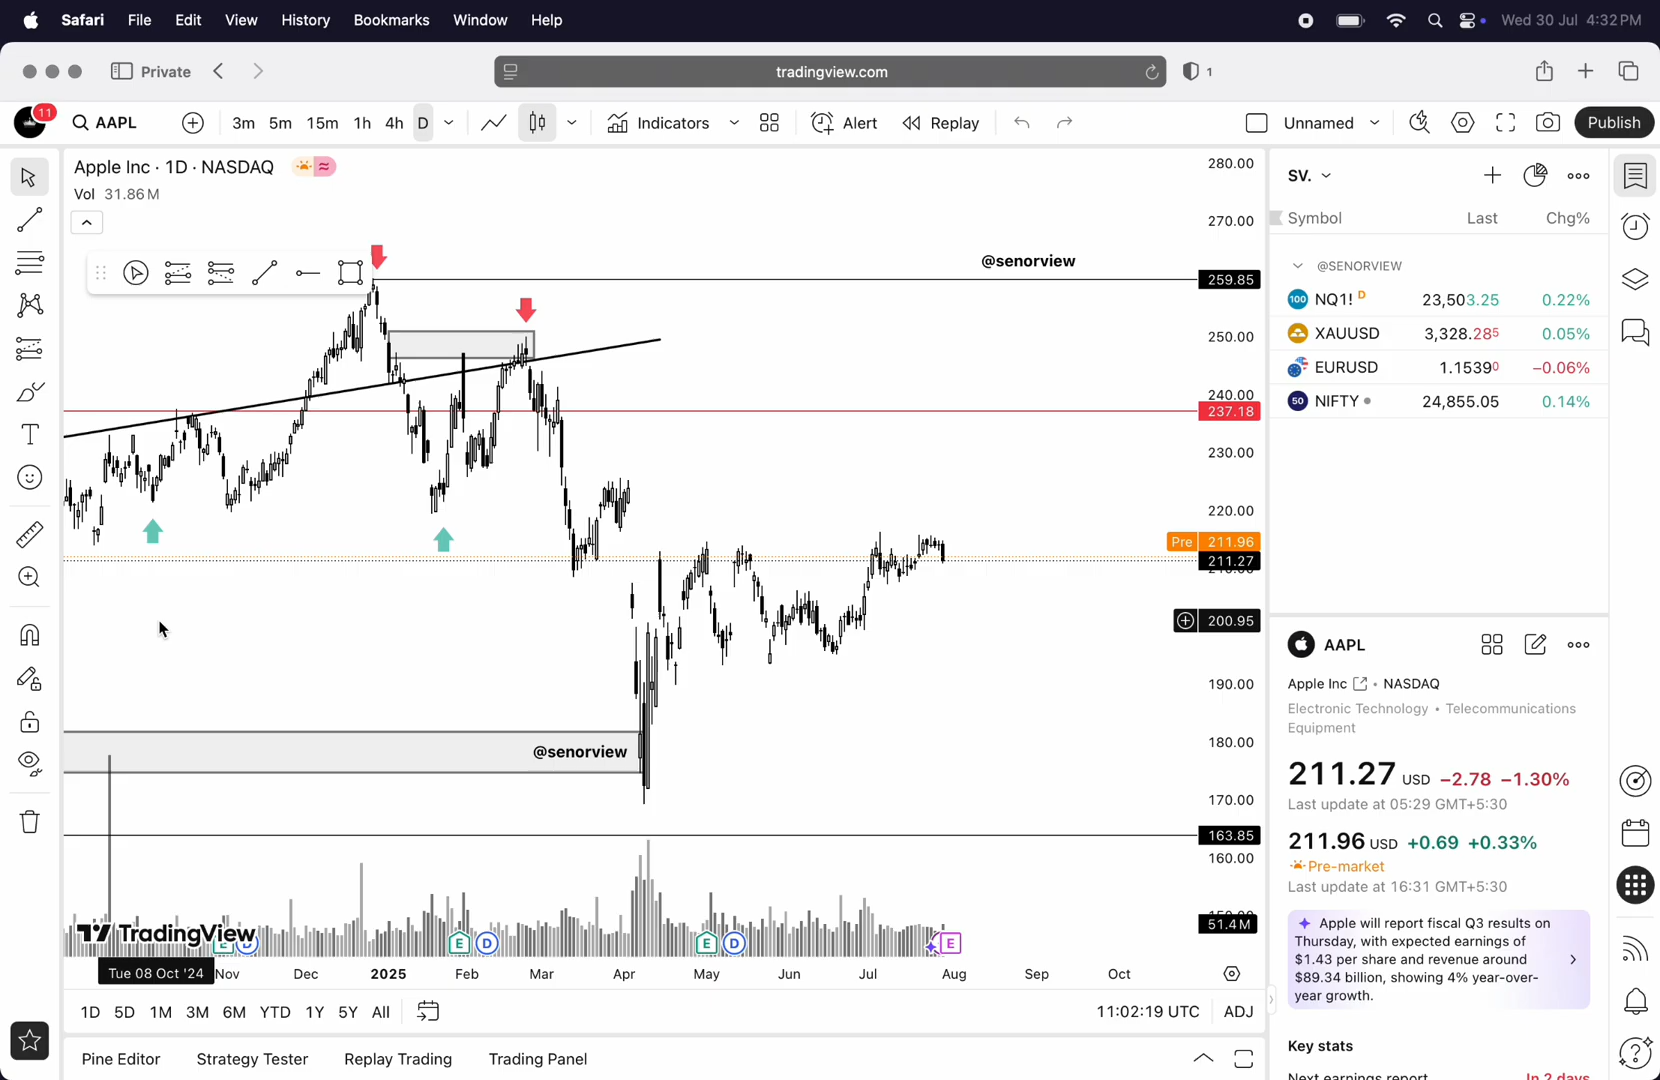 Safari File Edit View History Bookmarks Window Help Wed 30 Jul 4:32 PM
Private tradingview.com 1
11 AAPL 3m 5m 15m 1h 4h D Indicators Alert Replay Unnamed Publish
Apple Inc · 1D · NASDAQ
Vol 31.86 M
@senorview
@senorview
280.00
270.00
259.85
250.00
240.00
237.18
230.00
220.00
Pre 211.96
211.27
200.95
190.00
180.00
170.00
163.85
160.00
51.4 M
TradingView
E D E D E D E
Tue 08 Oct '24 Nov Dec 2025 Feb Mar Apr May Jun Jul Aug Sep Oct
1D 5D 1M 3M 6M YTD 1Y 5Y All 11:02:19 UTC ADJ
Pine Editor Strategy Tester Replay Trading Trading Panel
SV.
Symbol Last Chg%
@SENORVIEW
100 NQ1! D 23,503.25 0.22%
XAUUSD 3,328.285 0.05%
EURUSD 1.15390 −0.06%
50 NIFTY 24,855.05 0.14%
AAPL
Apple Inc • NASDAQ
Electronic Technology • Telecommunications
Equipment
211.27 USD −2.78 −1.30%
Last update at 05:29 GMT+5:30
211.96 USD +0.69 +0.33%
Pre-market
Last update at 16:31 GMT+5:30
Apple will report fiscal Q3 results on
Thursday, with expected earnings of
$1.43 per share and revenue around
$89.34 billion, showing 4% year-over-
year growth.
Key stats
Next earnings report In 2 days